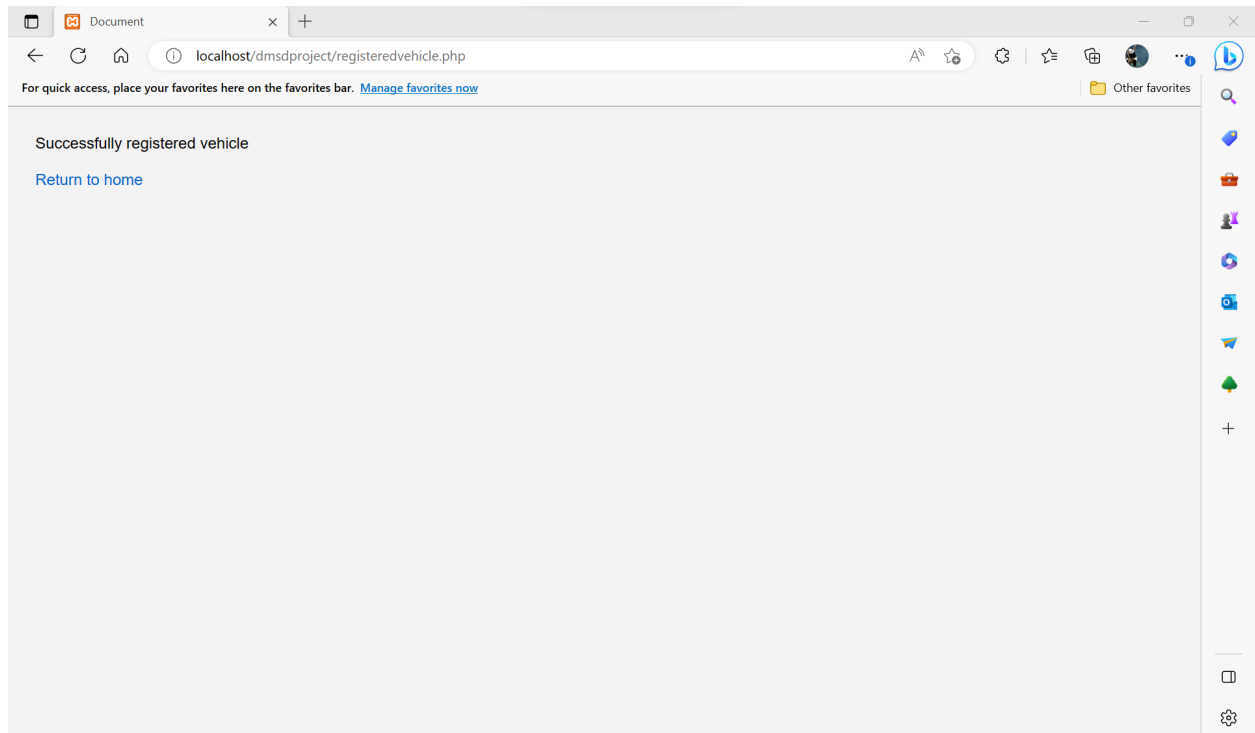 Document
localhost/dmsdproject/registeredvehicle.php
For quick access, place your favorites here on the favorites bar. Manage favorites now
Other favorites
Successfully registered vehicle
Return to home